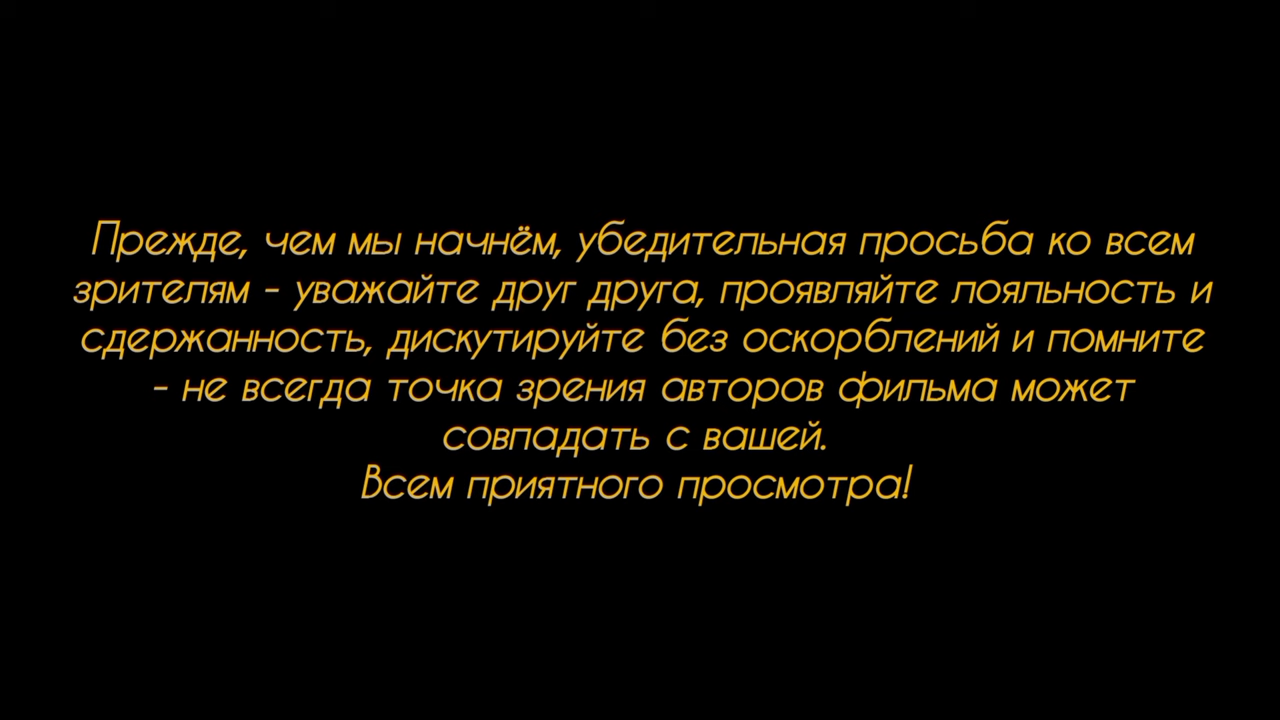 Прежде, чем мы начнём, убедительная просьба ко всем
зрителям - уважайте друг друга, проявляйте лояльность и
сдержанность, дискутируйте без оскорблений и помните
- не всегда точка зрения авторов фильма может
совпадать с вашей.
Всем приятного просмотра!